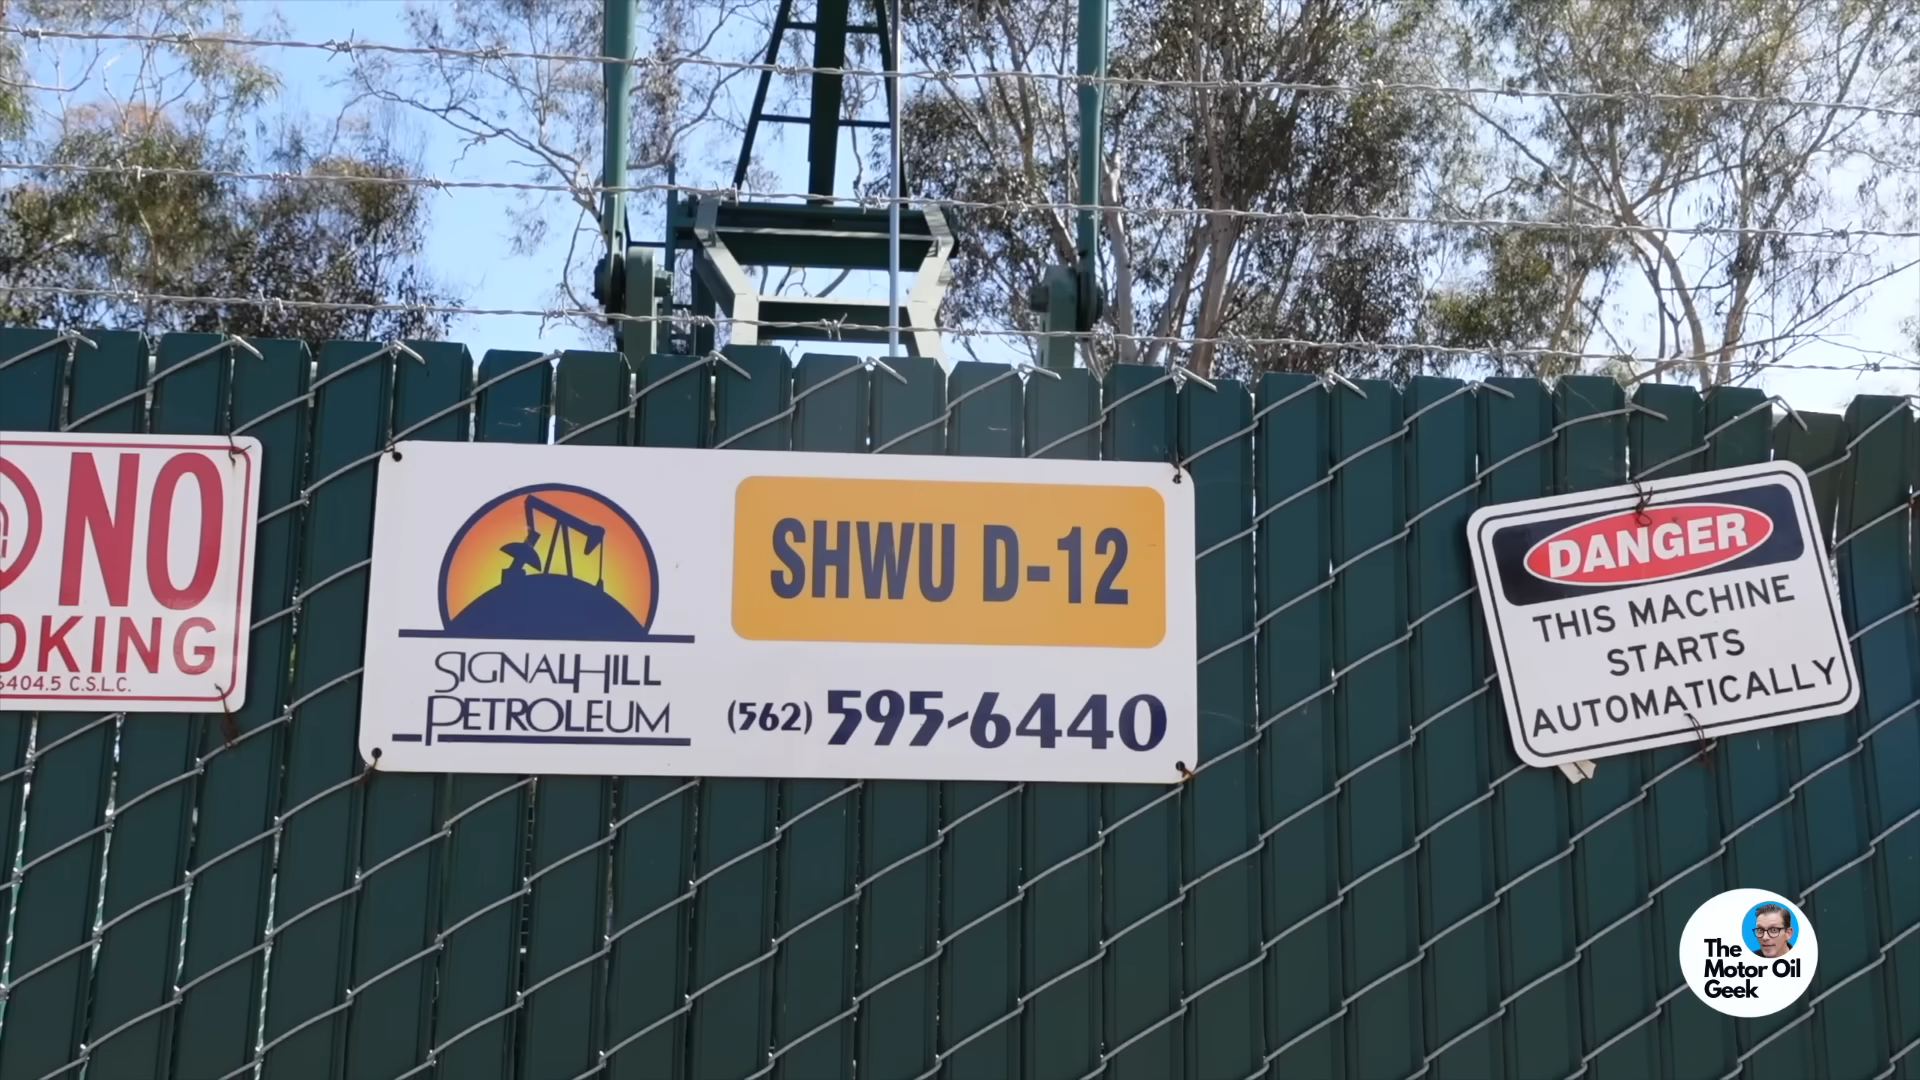 NO
OKING
6404.5 C.S.L.C.
SIGNAL HILL
PETROLEUM
SHWU D-12
(562) 595-6440
DANGER
THIS MACHINE
STARTS
AUTOMATICALLY
The
Motor Oil
Geek